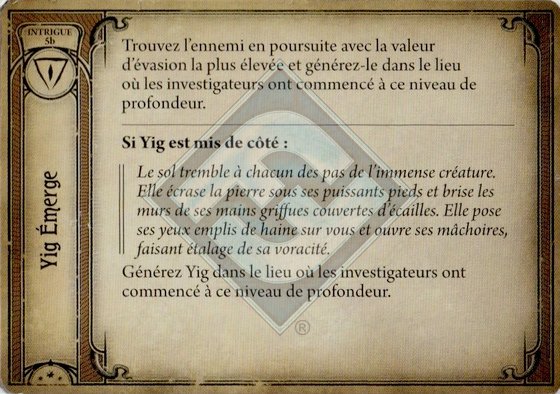 INTRIGUE
5b
Yig Émerge
Trouvez l'ennemi en poursuite avec la valeur
d'évasion la plus élevée et générez-le dans le lieu
où les investigateurs ont commencé à ce niveau de
profondeur.
Si Yig est mis de côté :
Le sol tremble à chacun des pas de l'immense créature.
Elle écrase la pierre sous ses puissants pieds et brise les
murs de ses mains griffues couvertes d'écailles. Elle pose
ses yeux emplis de haine sur vous et ouvre ses mâchoires,
faisant étalage de sa voracité.
Générez Yig dans le lieu où les investigateurs ont
commencé à ce niveau de profondeur.
®